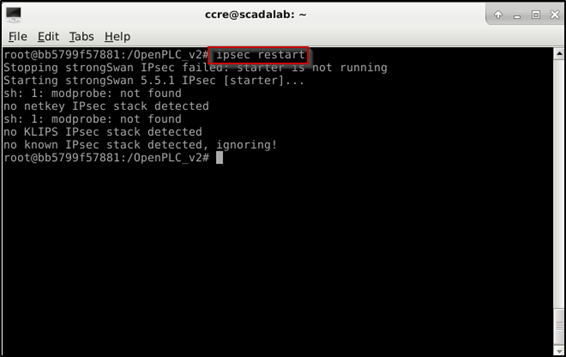 ccre@scadalab: ~
File Edit Tabs Help
root@bb5799f57881:/OpenPLC_v2# ipsec restart
Stopping strongSwan IPsec failed: starter is not running
Starting strongSwan 5.5.1 IPsec [starter]...
sh: 1: modprobe: not found
no netkey IPsec stack detected
sh: 1: modprobe: not found
no KLIPS IPsec stack detected
no known IPsec stack detected, ignoring!
root@bb5799f57881:/OpenPLC_v2#